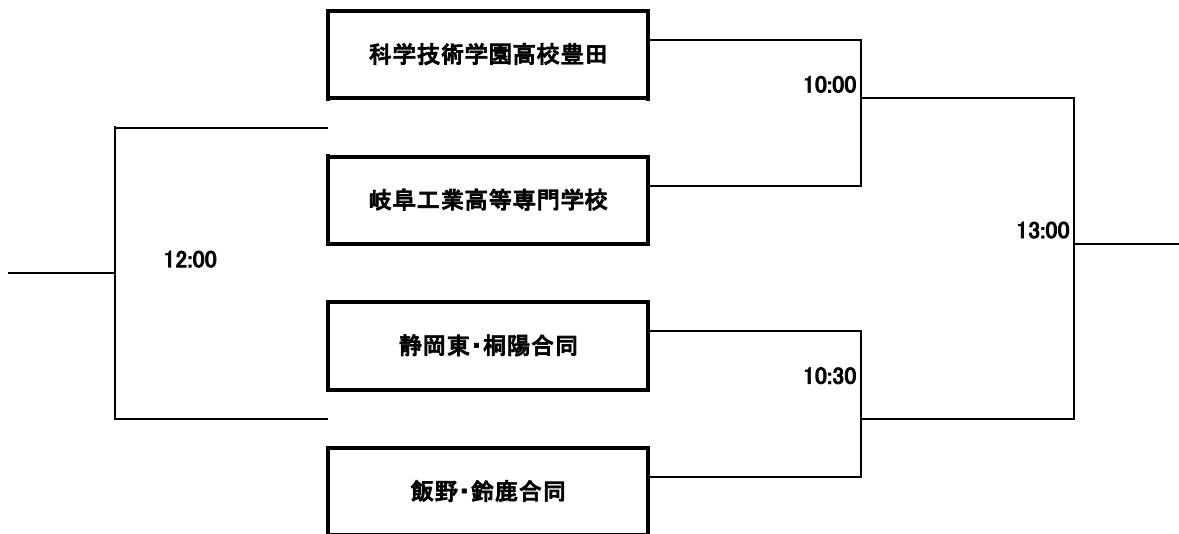 科学技術学園高校豊田
10:00
岐阜工業高等専門学校
13:00
12:00
静岡東・桐陽合同
10:30
飯野・鈴鹿合同